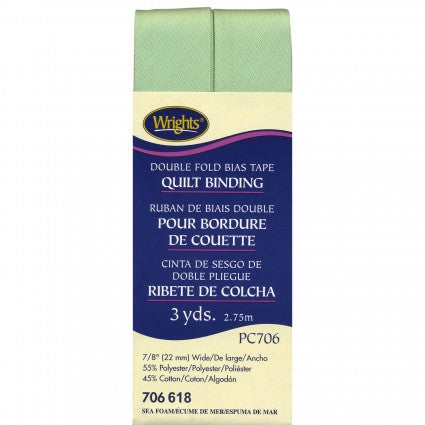 Wrights®
DOUBLE FOLD BIAS TAPE
QUILT BINDING
RUBAN DE BIAIS DOUBLE
POUR BORDURE
DE COUETTE
CINTA DE SESGO DE
DOBLE PLIEGUE
RIBETE DE COLCHA
3 yds. 2.75m
PC706
7/8" (22 mm) Wide/De large/Ancho
55% Polyester/Polyester/Poliéster
45% Cotton/Coton/Algodón
706 618
SEA FOAM/ÉCUME DE MER/ESPUMA DE MAR